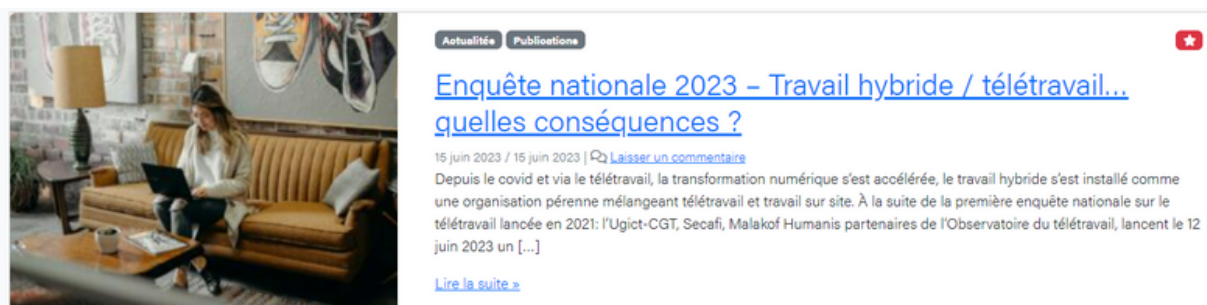 Actualités Publications
Enquête nationale 2023 – Travail hybride / télétravail…
quelles conséquences ?
15 juin 2023 / 15 juin 2023 | Laisser un commentaire
Depuis le covid et via le télétravail, la transformation numérique s'est accélérée, le travail hybride s'est installé comme
une organisation pérenne mélangeant télétravail et travail sur site. À la suite de la première enquête nationale sur le
télétravail lancée en 2021: l'Ugict-CGT, Secafi, Malakof Humanis partenaires de l'Observatoire du télétravail, lancent le 12
juin 2023 un […]
Lire la suite »